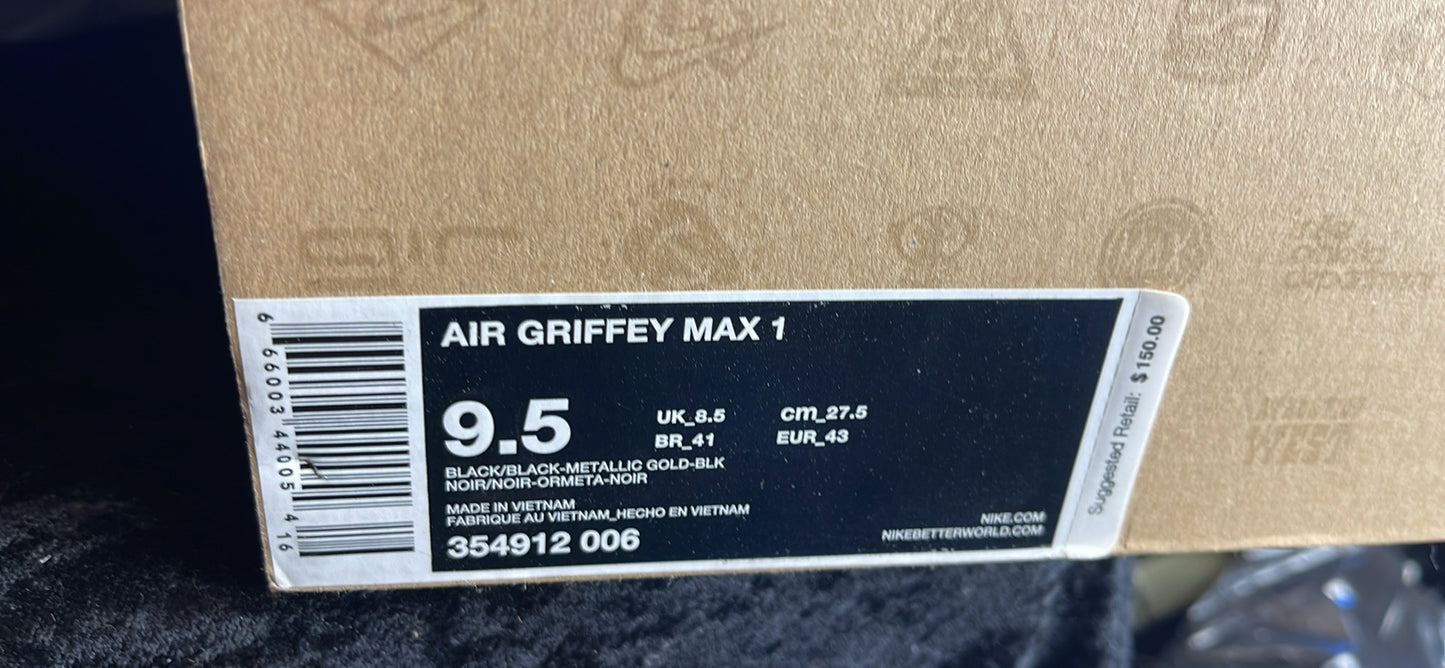 AIR GRIFFEY MAX 1
9.5
UK_8.5 cm_27.5
BR_41 EUR_43
BLACK/BLACK-METALLIC GOLD-BLK
NOIR/NOIR-ORMETA-NOIR
MADE IN VIETNAM
FABRIQUE AU VIETNAM_HECHO EN VIETNAM
354912 006
NIKE.COM
NIKEBETTERWORLD.COM
Suggested Retail: $150.00
6 66003 44005 4 16